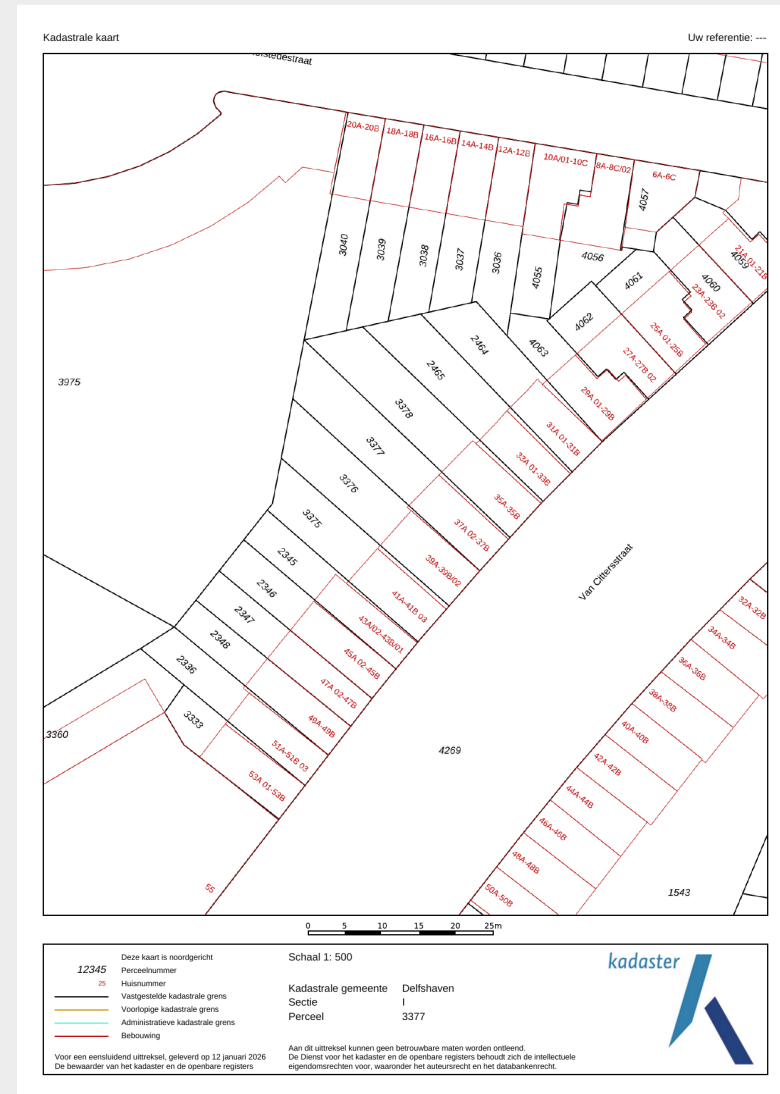 Kadastrale kaart
Uw referentie: ---
20A-20B
18A-18B
16A-16B
14A-14B
12A-12B
10A/01-10C
8A-8C/02
6A-6C
4057
3040
3039
3038
3037
3036
4055
4056
4061
4060
4059
21A 01-21B
23A-23B 02
25A 01-25B
27A-27B 02
29A 01-29B
31A 01-31B
33A 01-33B
35A-35B
37A 02-37B
39A-39B/02
41A-41B 03
43A/02-43B/01
45A 02-45B
47A 02-47B
49A-49B
51A-51B 03
53A 01-53B
55
4062
4063
2464
2465
3378
3377
3376
3375
2345
2346
2347
2348
2336
3333
3975
3360
Van Cittersstraat
4269
32A-32B
34A-34B
36A-36B
38A-38B
40A-40B
42A-42B
44A-44B
46A-46B
48A-48B
50A-50B
1543
0 5 10 15 20 25m
Deze kaart is noordgericht
12345 Perceelnummer
25 Huisnummer
Vastgestelde kadastrale grens
Voorlopige kadastrale grens
Administratieve kadastrale grens
Bebouwing
Voor een eensluidend uittreksel, geleverd op 12 januari 2026
De bewaarder van het kadaster en de openbare registers
Schaal 1: 500
Kadastrale gemeente Delfshaven
Sectie I
Perceel 3377
Aan dit uittreksel kunnen geen betrouwbare maten worden ontleend.
De Dienst voor het kadaster en de openbare registers behoudt zich de intellectuele
eigendomsrechten voor, waaronder het auteursrecht en het databankenrecht.
kadaster